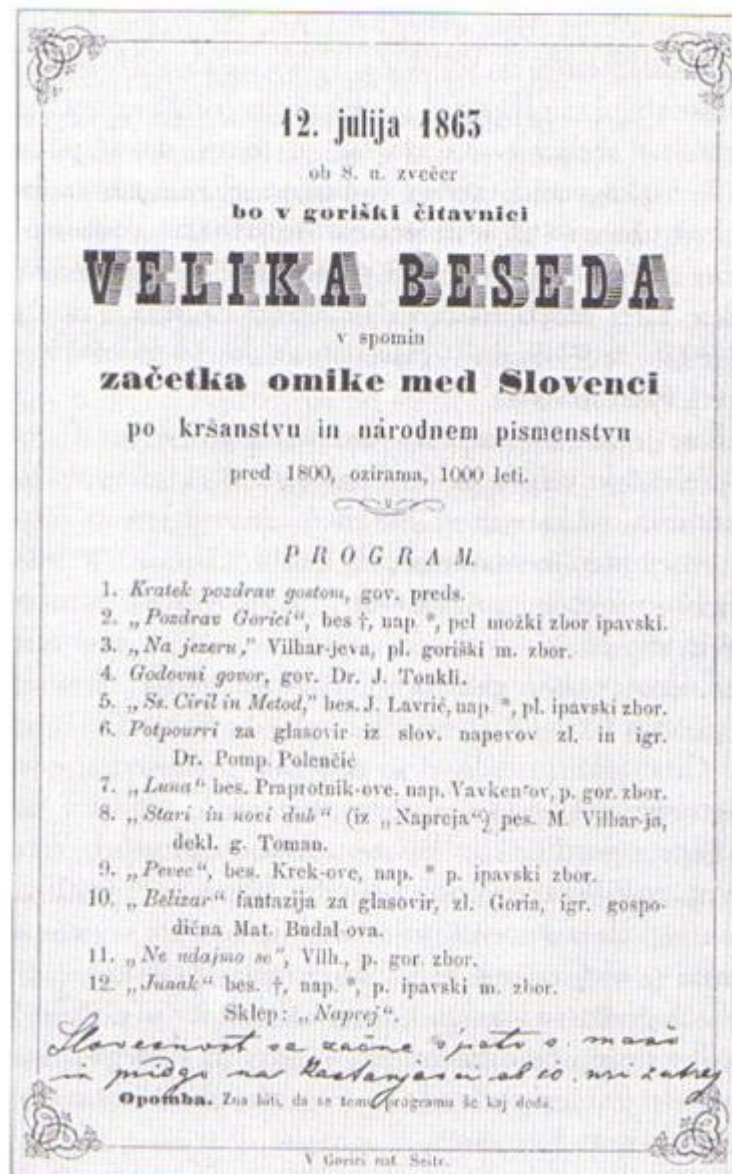 12. julija 1863
ob 8. u. zvečer
bo v goriški čitavnici
VELIKA BESEDA
v spomin
začetka omike med Slovenci
po kršanstvu in národnem pismenstvu
pred 1800, ozirama, 1000 leti.
PROGRAM.
1. Kratek pozdrav gostom, gov. preds.
2. „Pozdrav Gorici“, bes †, nap. *, pel možki zbor ipavski.
3. „Na jezeru,“ Vilhar-jeva, pl. goriški m. zbor.
4. Godovni govor, gov. Dr. J. Tonkli.
5. „Ss. Ciril in Metod,“ bes. J. Lavrič, nap. *, pl. ipavski zbor.
6. Potpourri za glasovir iz slov. napevov zl. in igr.
Dr. Pomp. Polenčič
7. „Luna“ bes. Praprotnik-ove. nap. Vavken-ov, p. gor. zbor.
8. „Stari in novi dub“ (iz „Napreja“) pes. M. Vilhar-ja,
dekl. g. Toman.
9. „Pevec“, bes. Krek-ove, nap. * p. ipavski zbor.
10. „Belizar“ fantazija za glasovir, zl. Goria, igr. gospo-
dična Mat. Budal-ova.
11. „Ne udajmo se“, Vilh., p. gor. zbor.
12. „Junak“ bes. †, nap. *, p. ipavski m. zbor.
Sklep: „Naprej“.
Slovesnost se začne s peto s. mašo
in pridgo na Kostanjevici ob 10. uri zutrej
Opomba. Zna biti, da se temu programu še kaj doda.
V Gorici nat. Seitz.